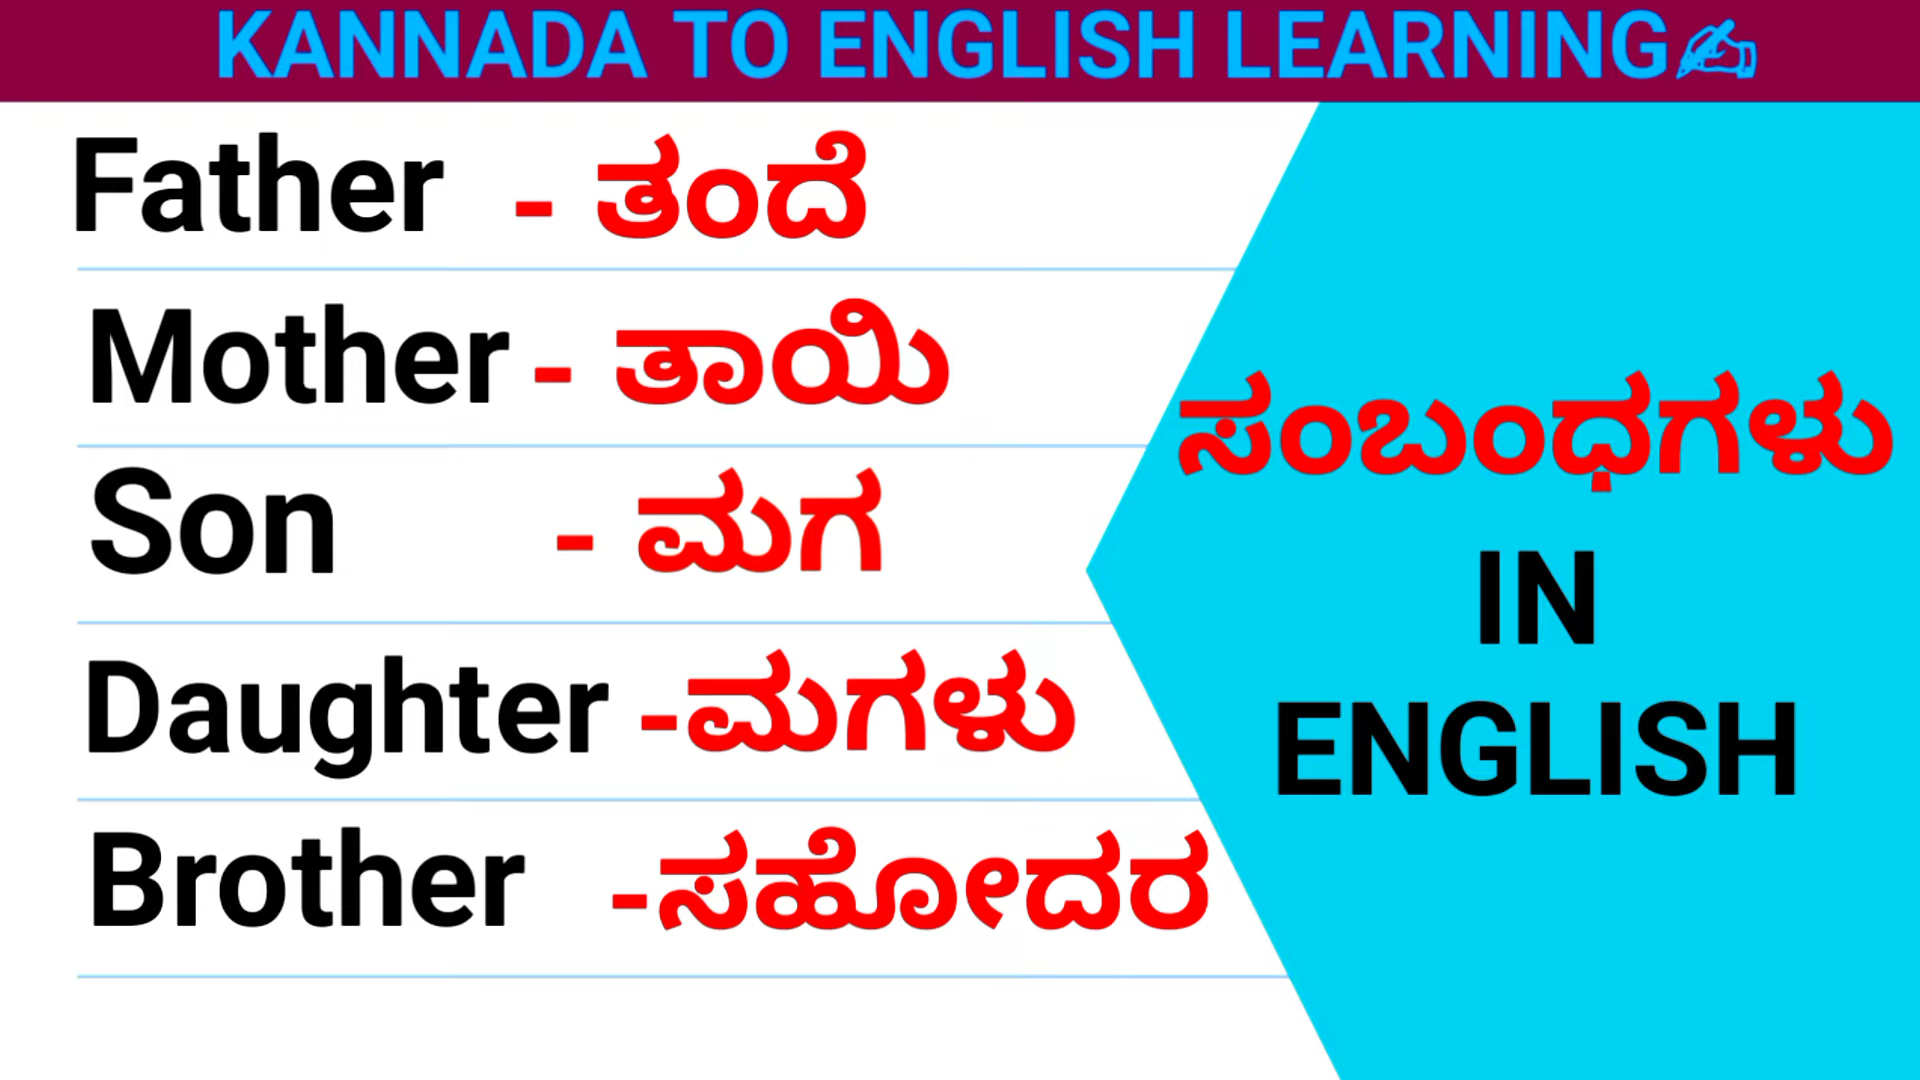 KANNADA TO ENGLISH LEARNING✍
Father - ತಂದೆ
Mother - ತಾಯಿ
Son - ಮಗ
Daughter -ಮಗಳು
Brother -ಸಹೋದರ
ಸಂಬಂಧಗಳು
IN
ENGLISH